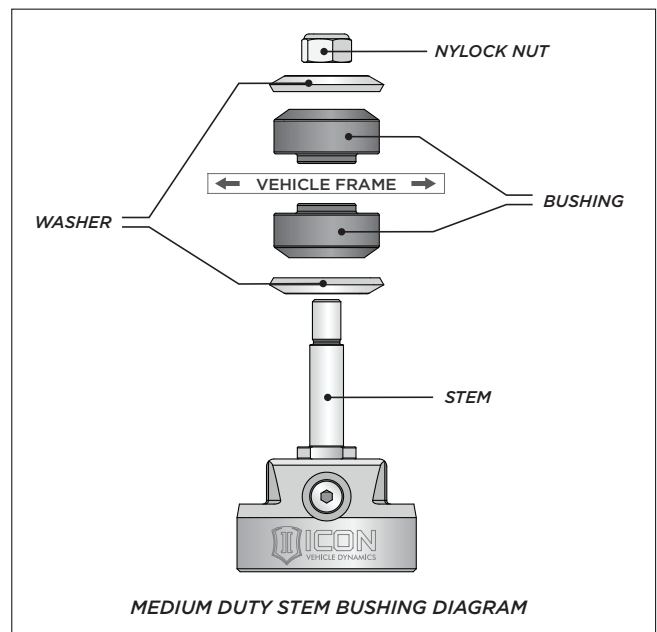 NYLOCK NUT
VEHICLE FRAME
WASHER
BUSHING
STEM
ICON
VEHICLE DYNAMICS
MEDIUM DUTY STEM BUSHING DIAGRAM